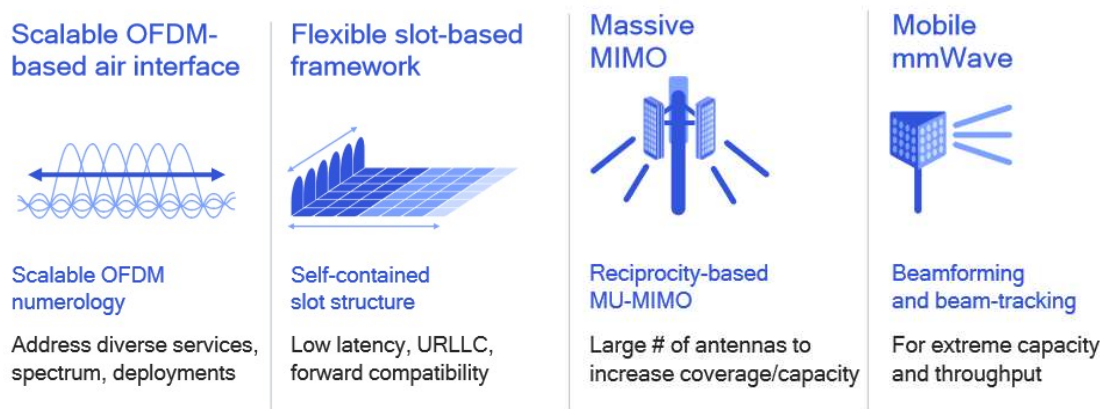 Scalable OFDM-
based air interface
Scalable OFDM
numerology
Address diverse services,
spectrum, deployments
Flexible slot-based
framework
Self-contained
slot structure
Low latency, URLLC,
forward compatibility
Massive
MIMO
Reciprocity-based
MU-MIMO
Large # of antennas to
increase coverage/capacity
Mobile
mmWave
Beamforming
and beam-tracking
For extreme capacity
and throughput